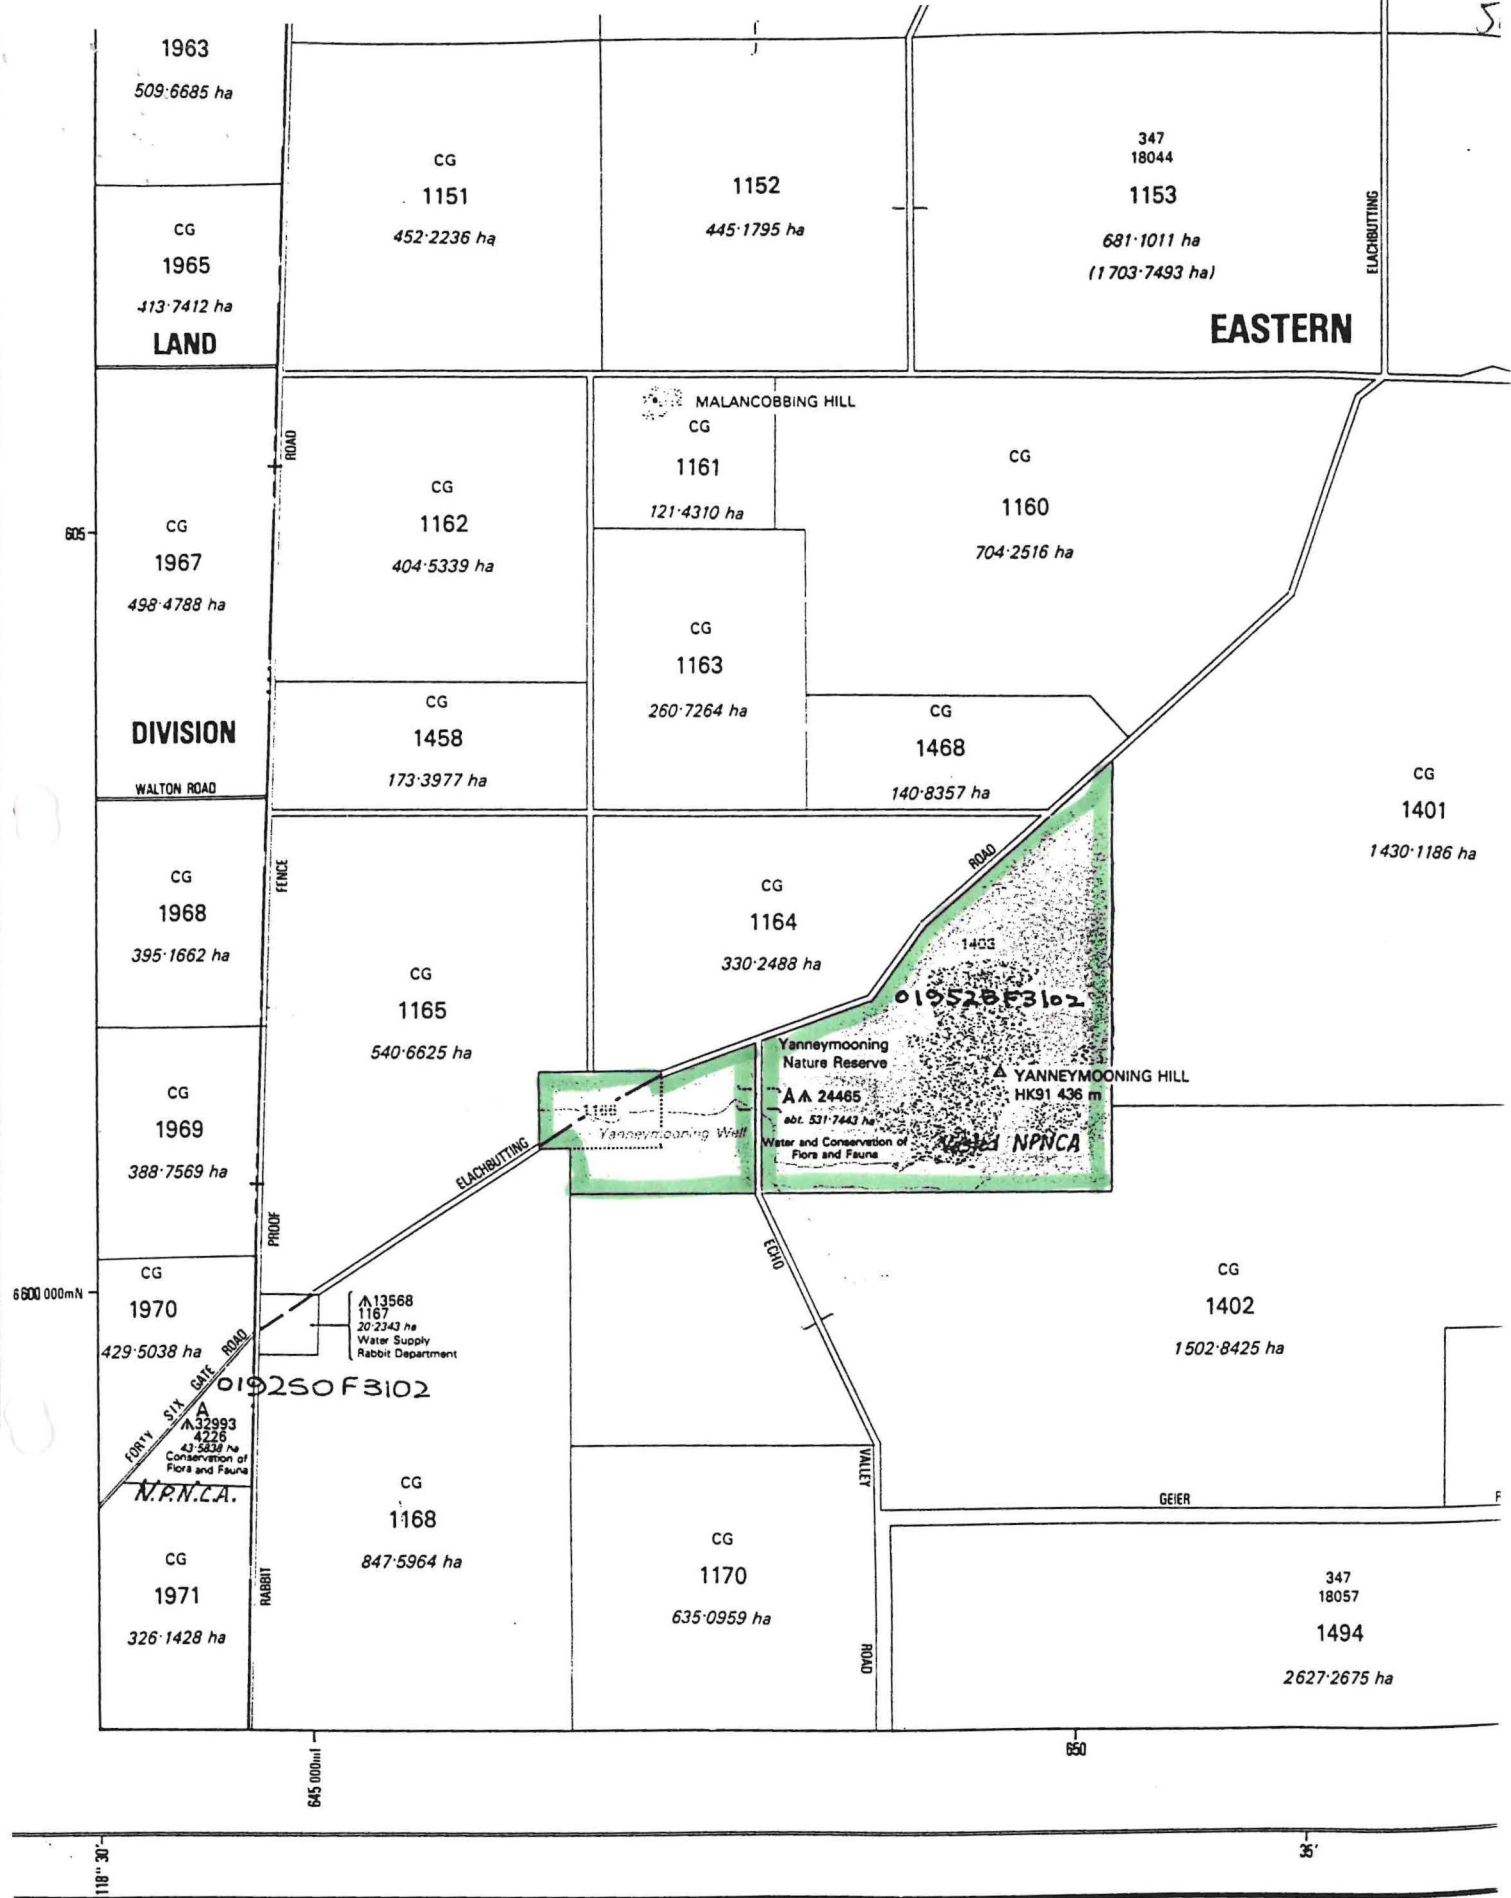 1963
509·6685 ha
CG
1965
413·7412 ha
LAND
CG
1151
452·2236 ha
1152
445·1795 ha
347
18044
1153
681·1011 ha
(1703·7493 ha)
ELACHBUTTING
EASTERN
ROAD
MALANCOBBING HILL
CG
1161
121·4310 ha
CG
1160
704·2516 ha
CG
1162
404·5339 ha
605
CG
1967
498·4788 ha
CG
1163
260·7264 ha
CG
1458
173·3977 ha
CG
1468
140·8357 ha
DIVISION
WALTON ROAD
CG
1401
1430·1186 ha
FENCE
ROAD
CG
1968
395·1662 ha
CG
1164
330·2488 ha
1403
01952BF3102
CG
1165
540·6625 ha
Yanneymooning
Nature Reserve
A 24465
abt. 531·7443 ha
Water and Conservation of
Flora and Fauna
YANNEYMOONING HILL
HK91 436 m
NPNCA
1166
Yanneymooning Well
ELACHBUTTING
CG
1969
388·7569 ha
PROOF
ECHO
CG
1402
1502·8425 ha
6600 000mN
CG
1970
429·5038 ha
13568
1167
20·2343 ha
Water Supply
Rabbit Department
FORTY SIX GATE ROAD
019250F3102
A
32993
4226
43·5838 ha
Conservation of
Flora and Fauna
N.P.N.C.A.
CG
1168
847·5964 ha
VALLEY
GEIER
CG
1971
326·1428 ha
RABBIT
CG
1170
635·0959 ha
ROAD
347
18057
1494
2627·2675 ha
645 000mE
650
118° 30'
35'